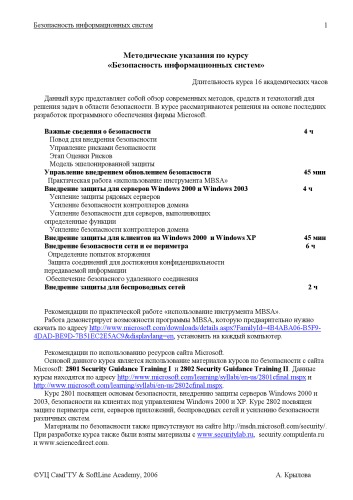 Безопасность информационных систем 1
Методические указания по курсу
«Безопасность информационных систем»
Длительность курса 16 академических часов
Данный курс представляет собой обзор современных методов, средств и технологий для
решения задач в области безопасности. В курсе рассматриваются решения на основе последних
разработок программного обеспечения фирмы Microsoft.
Важные сведения о безопасности 4 ч
Повод для внедрения безопасности
Управление рисками безопасности
Этап Оценки Рисков
Модель эшелонированной защиты
Управление внедрением обновлением безопасности 45 мин
Практическая работа «использование инструмента MBSA»
Внедрение защиты для серверов Windows 2000 и Windows 2003 4 ч
Усиление защиты рядовых серверов
Усиление безопасности контролеров домена
Усиление безопасности для серверов, выполняющих
определенные функции
Усиление безопасности контролеров домена
Внедрение защиты для клиентов на Windows 2000 и Windows XP 45 мин
Внедрение безопасности сети и ее периметра 6 ч
Определение попыток вторжения
Защита соединений для достижения конфиденциальности
передаваемой информации
Обеспечение безопасного удаленного соединения
Внедрение защиты для беспроводных сетей 2 ч
Рекомендации по практической работе «использование инструмента MBSA».
Работа демонстрирует возможности программы MBSA, которую предварительно нужно
скачать по адресу http://www.microsoft.com/downloads/details.aspx?FamilyId=4B4ABA06-B5F9-
4DAD-BE9D-7B51EC2E5AC9&displaylang=en, установить на каждый компьютер.
Рекомендации по использованию ресурсов сайта Microsoft.
Основой данного курса является использование материалов курсов по безопасности с сайта
Microsoft: 2801 Security Guidance Training I и 2802 Security Guidance Training II. Данные
курсы находятся по адресу http://www.microsoft.com/learning/syllabi/en-us/2801cfinal.mspx и
http://www.microsoft.com/learning/syllabi/en-us/2802cfinal.mspx.
Курс 2801 посвящен основам безопасности, внедрению защиты серверов Windows 2000 и
2003, безопасности на клиентах под управлением Windows 2000 и XP. Курс 2802 посвящен
защите периметра сети, серверов приложений, беспроводных сетей и усилению безопасности
различных систем.
Материалы по безопасности также присутствуют на сайте http://msdn.microsoft.com/security/
При разработке курса также были взяты материалы с www.securitylab.ru, security.compulenta.ru
и www.sciencedirect.com.
©УЦ СамГТУ & SoftLine Academy, 2006 А. Крылова